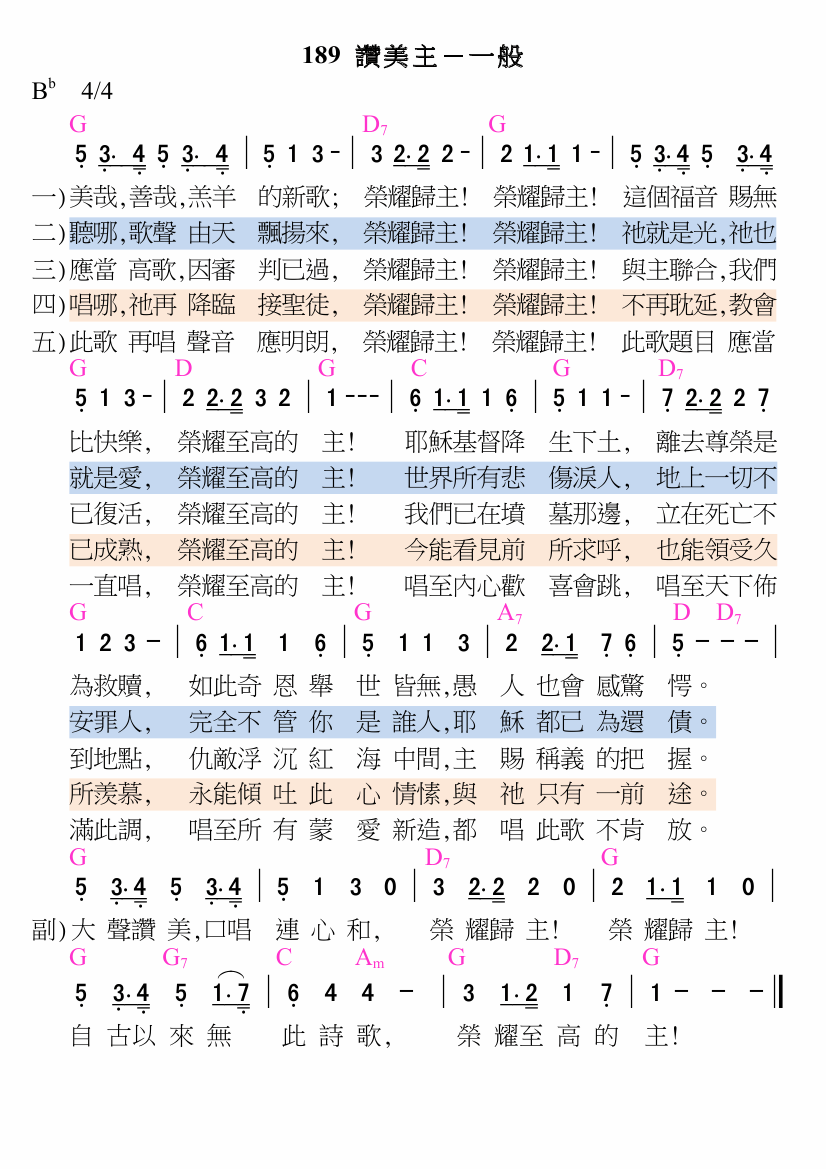 189 讚美主－一般
Bb 4/4
G D7 G
5 3. 4 5 3. 4 | 5 1 3 - | 3 2. 2 2 - | 2 1. 1 1 - | 5 3. 4 5 3. 4
一)美哉,善哉,羔羊 的新歌; 榮耀歸主! 榮耀歸主! 這個福音 賜無
二)聽哪,歌聲 由天 飄揚來, 榮耀歸主! 榮耀歸主! 祂就是光,祂也
三)應當 高歌,因審 判已過, 榮耀歸主! 榮耀歸主! 與主聯合,我們
四)唱哪,祂再 降臨 接聖徒, 榮耀歸主! 榮耀歸主! 不再耽延,教會
五)此歌 再唱 聲音 應明朗, 榮耀歸主! 榮耀歸主! 此歌題目 應當
G D G C G D7
5 1 3 - | 2 2. 2 3 2 | 1 --- | 6 1. 1 1 6 | 5 1 1 - | 7 2. 2 2 7
比快樂, 榮耀至高的 主! 耶穌基督降 生下土, 離去尊榮是
就是愛, 榮耀至高的 主! 世界所有悲 傷淚人, 地上一切不
已復活, 榮耀至高的 主! 我們已在墳 墓那邊, 立在死亡不
已成熟, 榮耀至高的 主! 今能看見前 所求呼, 也能領受久
一直唱, 榮耀至高的 主! 唱至內心歡 喜會跳, 唱至天下佈
G C G A7 D D7
1 2 3 - | 6 1. 1 1 6 | 5 1 1 3 | 2 2. 1 7 6 | 5 - - - |
為救贖, 如此奇 恩 舉 世 皆無,愚 人 也會 感驚 愕。
安罪人, 完全不 管 你 是 誰人,耶 穌 都已 為還 債。
到地點, 仇敵浮 沉 紅 海 中間,主 賜 稱義 的把 握。
所羨慕, 永能傾 吐 此 心 情愫,與 祂 只有 一前 途。
滿此調, 唱至所 有 蒙 愛 新造,都 唱 此歌 不肯 放。
G D7 G
5 3. 4 5 3. 4 | 5 1 3 0 | 3 2. 2 2 0 | 2 1. 1 1 0 |
副)大 聲讚 美,口唱 連 心 和, 榮 耀歸 主! 榮 耀歸 主!
G G7 C Am G D7 G
5 3. 4 5 1. 7 | 6 4 4 - | 3 1. 2 1 7 | 1 - - - ‖
自 古以 來 無 此 詩 歌, 榮 耀至 高 的 主!